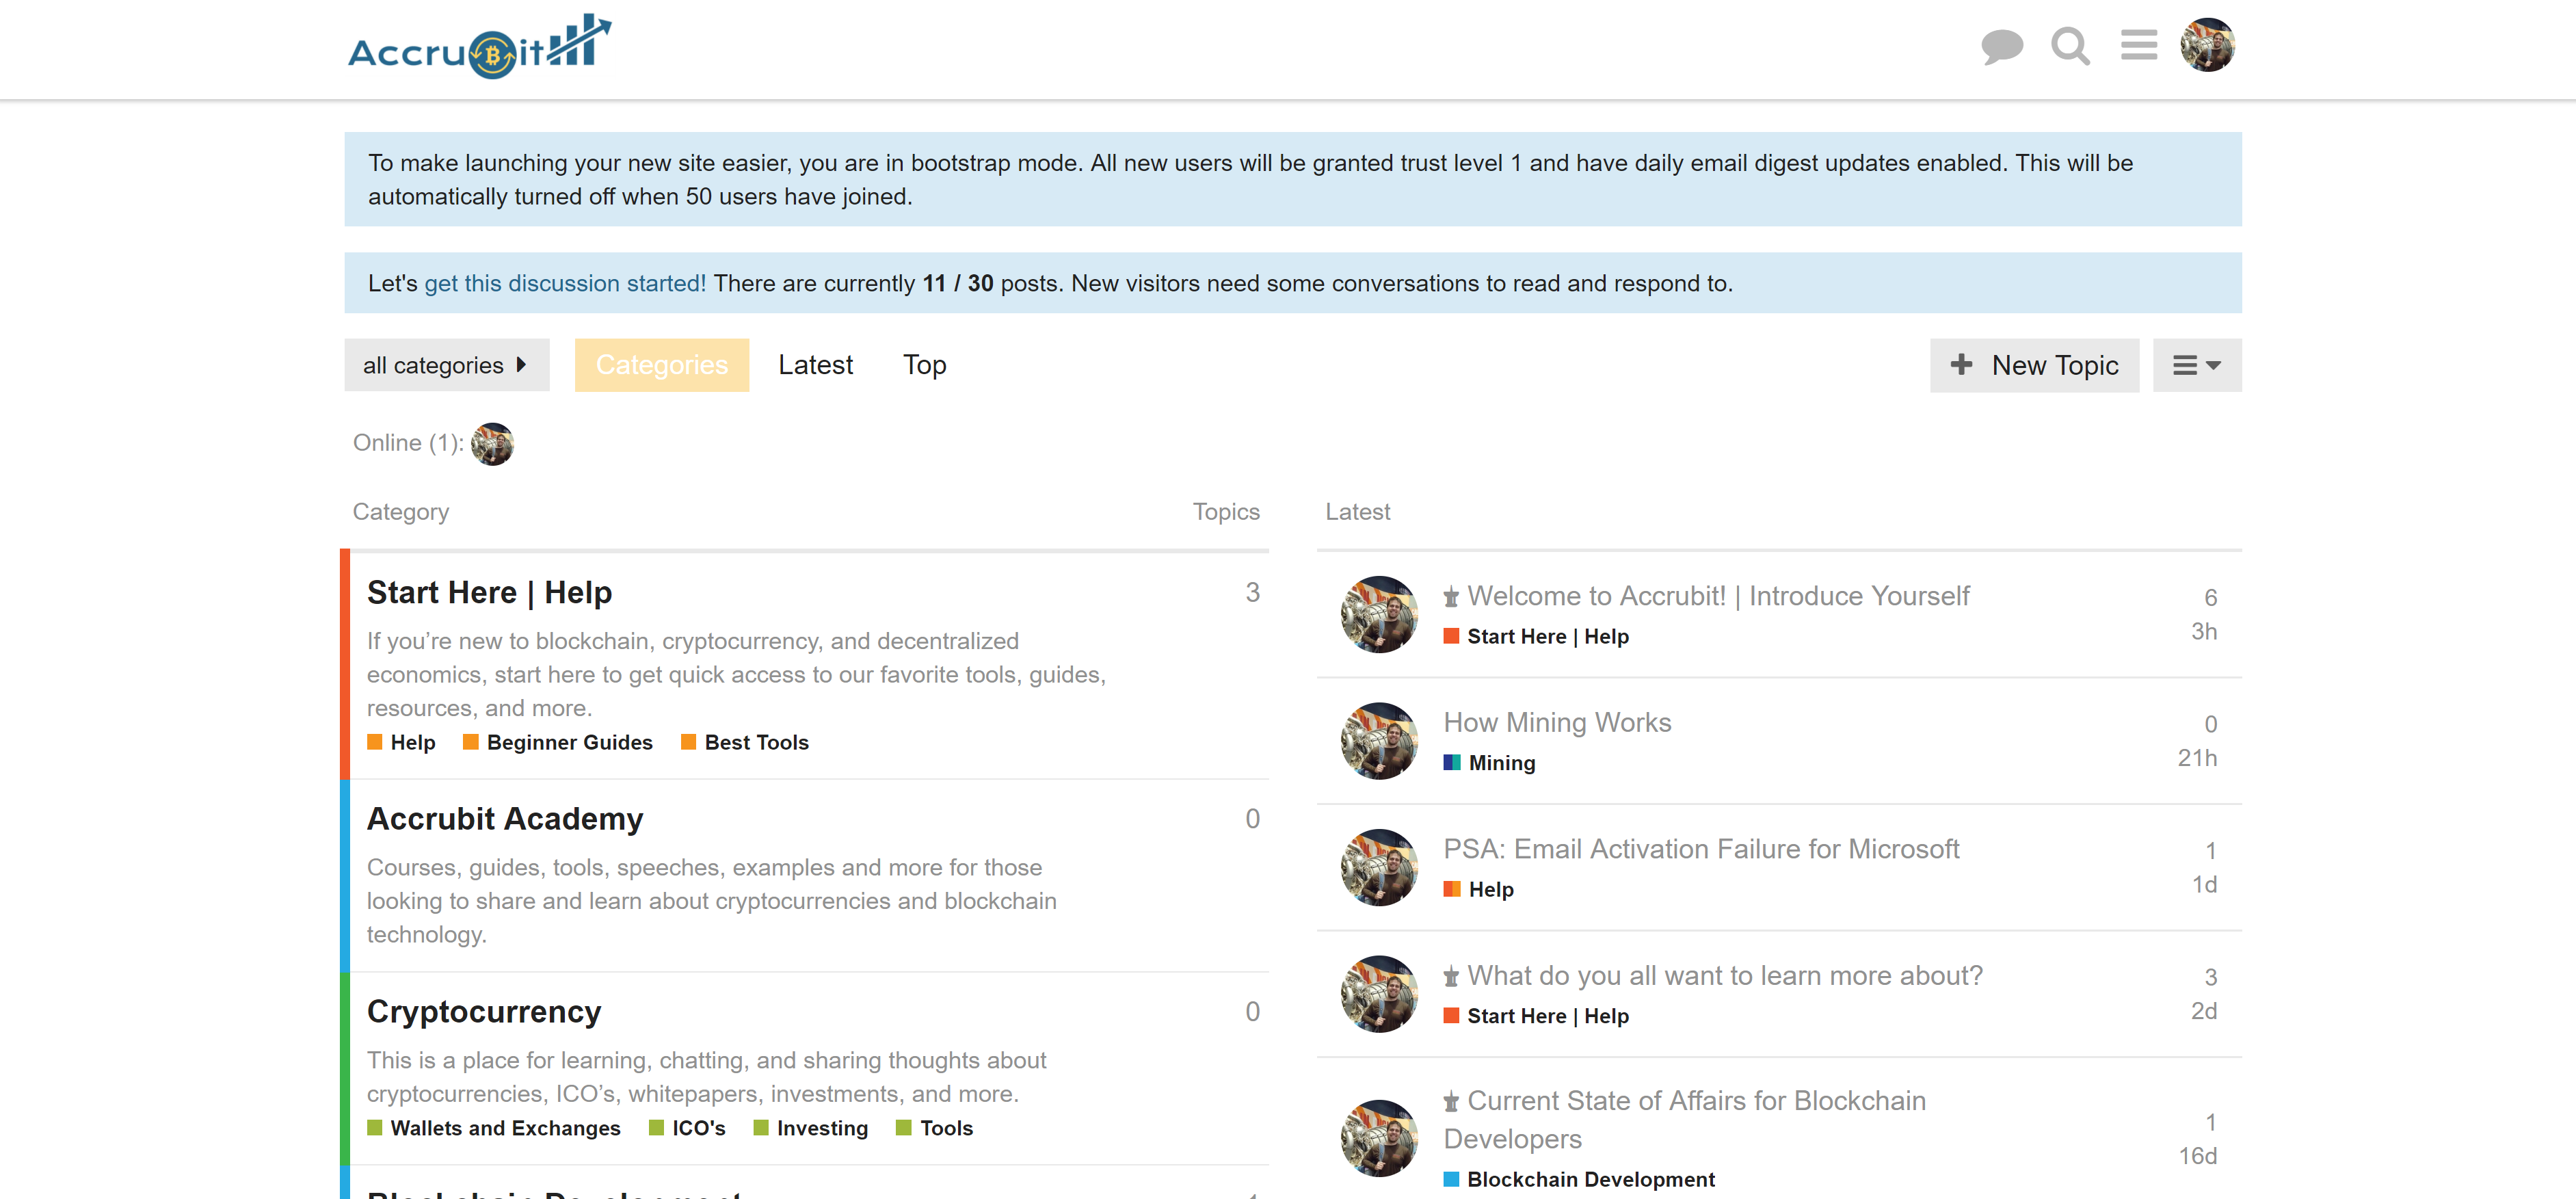 Accrubit
To make launching your new site easier, you are in bootstrap mode. All new users will be granted trust level 1 and have daily email digest updates enabled. This will be
automatically turned off when 50 users have joined.
Let's get this discussion started! There are currently 11 / 30 posts. New visitors need some conversations to read and respond to.
all categories
Categories
Latest
Top
New Topic
Online (1):
Category
Topics
Start Here | Help
3
If you’re new to blockchain, cryptocurrency, and decentralized
economics, start here to get quick access to our favorite tools, guides,
resources, and more.
Help
Beginner Guides
Best Tools
Accrubit Academy
0
Courses, guides, tools, speeches, examples and more for those
looking to share and learn about cryptocurrencies and blockchain
technology.
Cryptocurrency
0
This is a place for learning, chatting, and sharing thoughts about
cryptocurrencies, ICO’s, whitepapers, investments, and more.
Wallets and Exchanges
ICO's
Investing
Tools
Blockchain Development
Latest
Welcome to Accrubit! | Introduce Yourself
6
Start Here | Help
3h
How Mining Works
0
Mining
21h
PSA: Email Activation Failure for Microsoft
1
Help
1d
What do you all want to learn more about?
3
Start Here | Help
2d
Current State of Affairs for Blockchain
Developers
1
16d
Blockchain Development